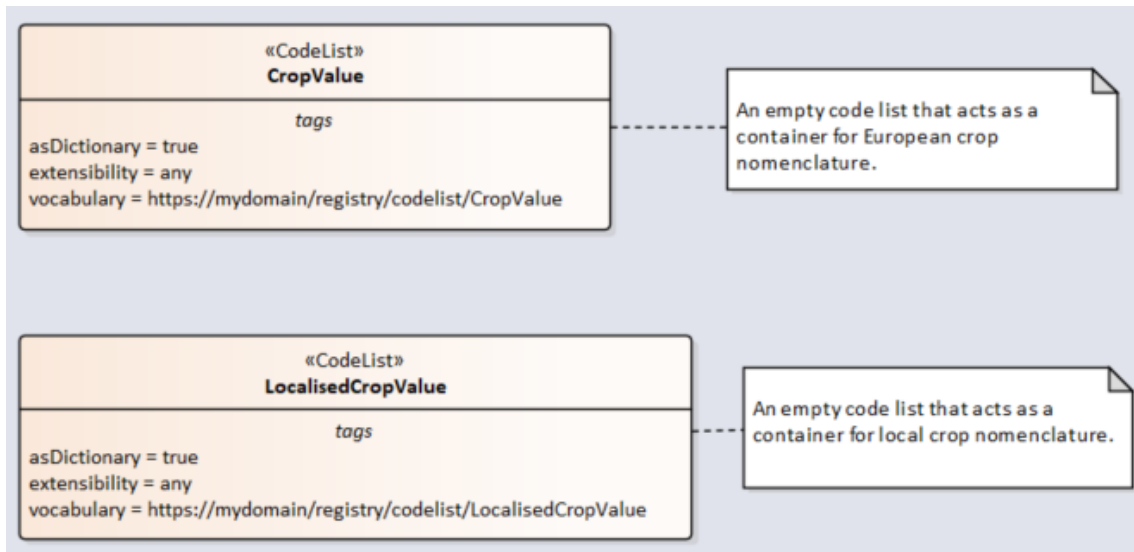 «CodeList»
CropValue
tags
asDictionary = true
extensibility = any
vocabulary = https://mydomain/registry/codelist/CropValue
An empty code list that acts as a
container for European crop
nomenclature.
«CodeList»
LocalisedCropValue
tags
asDictionary = true
extensibility = any
vocabulary = https://mydomain/registry/codelist/LocalisedCropValue
An empty code list that acts as a
container for local crop nomenclature.